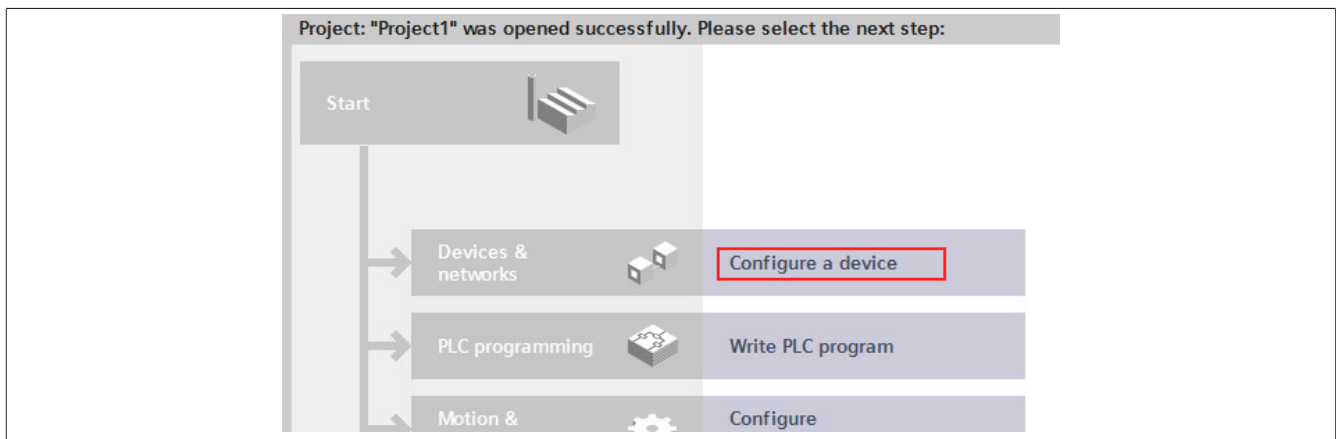 Project: "Project1" was opened successfully. Please select the next step:
Start
Devices &
networks
Configure a device
PLC programming
Write PLC program
Motion &
Configure